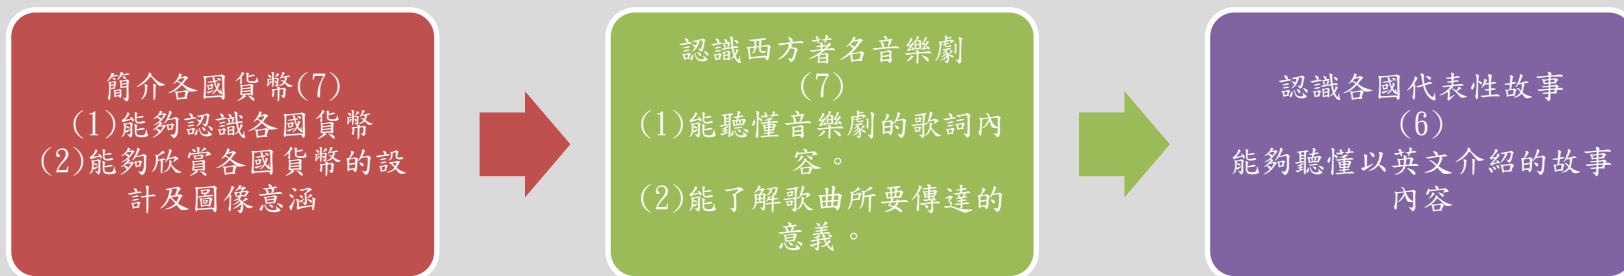 簡介各國貨幣(7)
(1)能夠認識各國貨幣
(2)能夠欣賞各國貨幣的設
計及圖像意涵
認識西方著名音樂劇
(7)
(1)能聽懂音樂劇的歌詞內
容。
(2)能了解歌曲所要傳達的
意義。
認識各國代表性故事
(6)
能夠聽懂以英文介紹的故事
內容